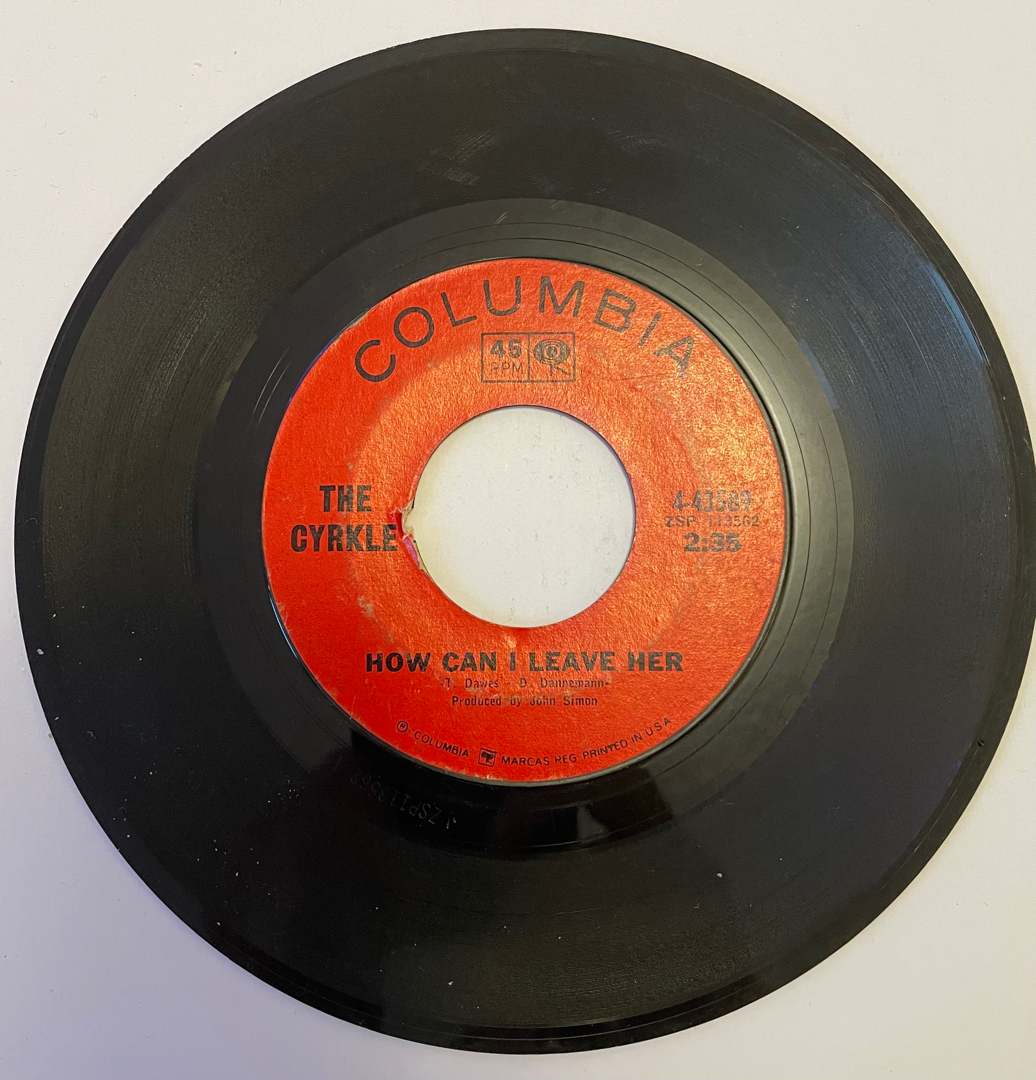 COLUMBIA
45
RPM
THE
CYRKLE
4-43589
ZSP 113562
2:35
HOW CAN I LEAVE HER
-T. Dawes - D. Dannemann-
Produced by John Simon
® "COLUMBIA" MARCAS REG. PRINTED IN U S A